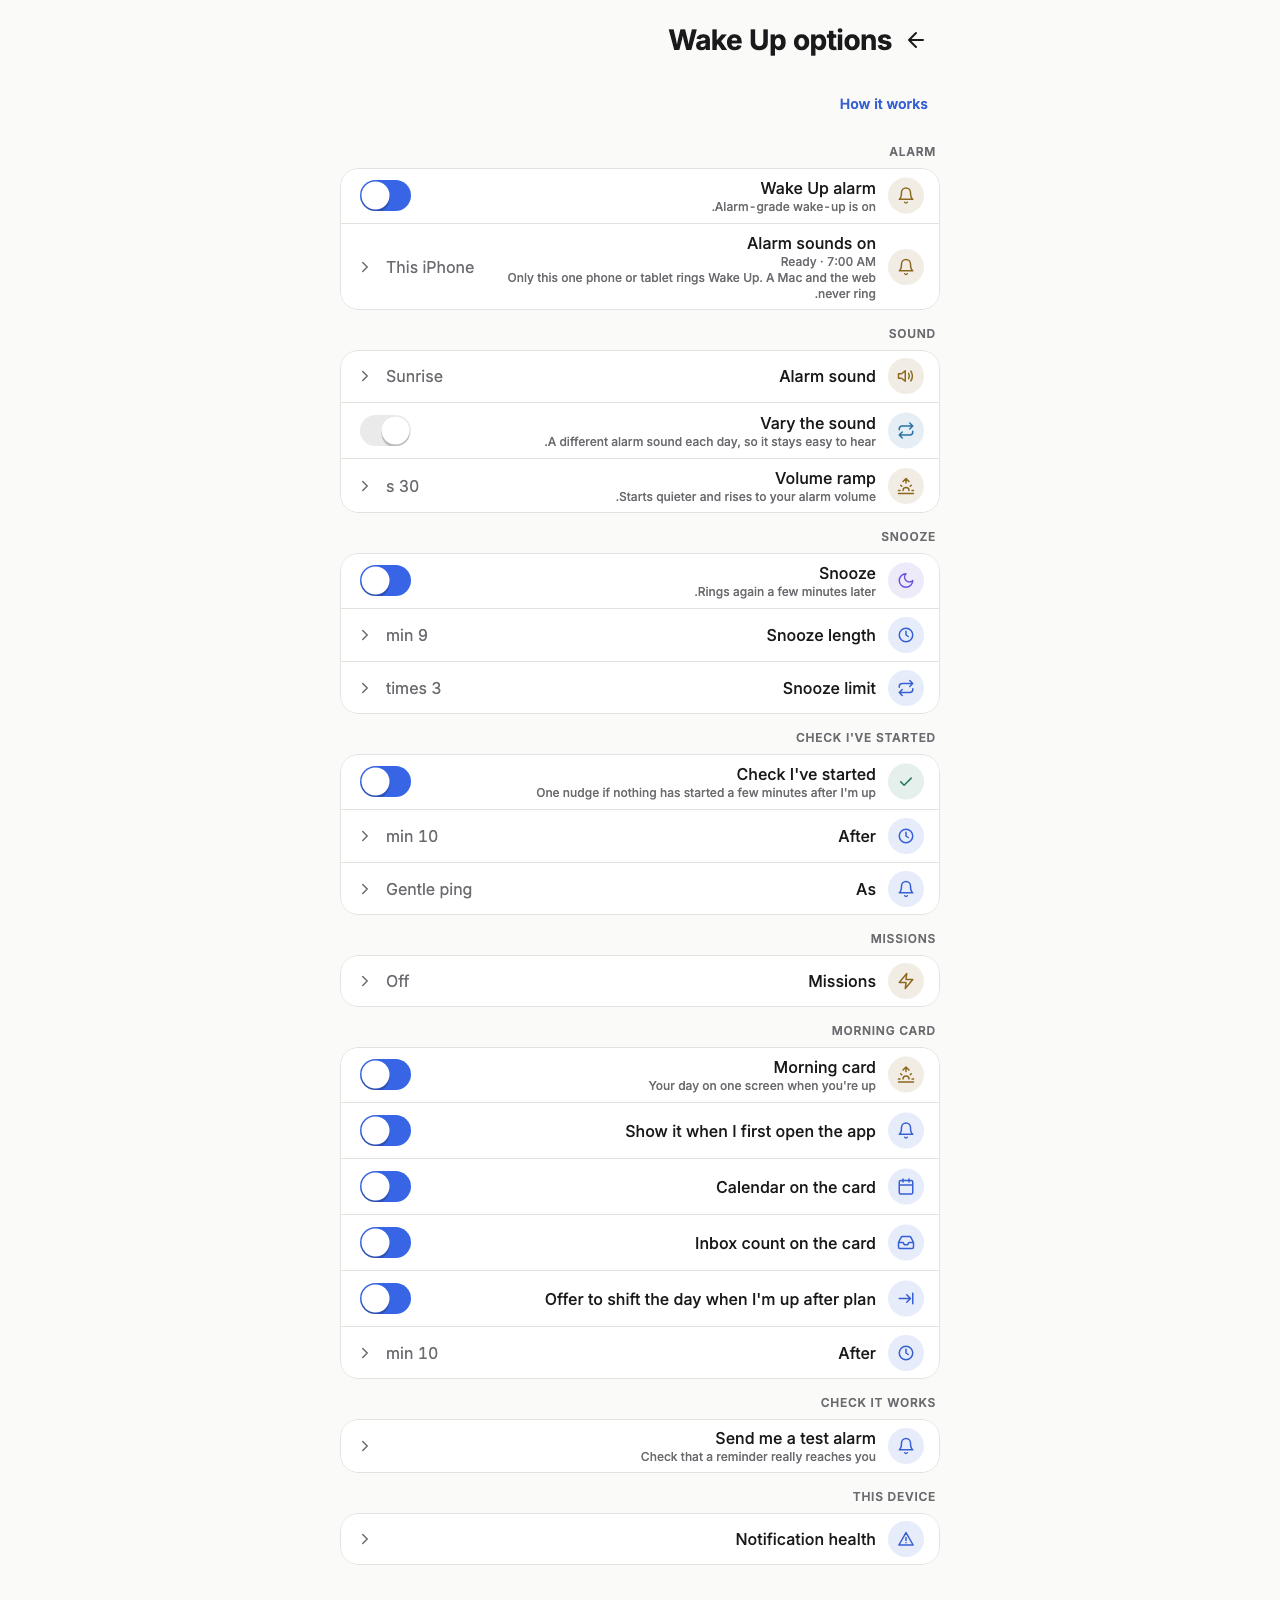 Wake Up options
How it works
ALARM
Wake Up alarm
.Alarm-grade wake-up is on
Alarm sounds on
Ready · 7:00 AM
Only this one phone or tablet rings Wake Up. A Mac and the web
.never ring
This iPhone
SOUND
Alarm sound
Sunrise
Vary the sound
.A different alarm sound each day, so it stays easy to hear
Volume ramp
.Starts quieter and rises to your alarm volume
s 30
SNOOZE
Snooze
.Rings again a few minutes later
Snooze length
min 9
Snooze limit
times 3
CHECK I'VE STARTED
Check I've started
One nudge if nothing has started a few minutes after I'm up
After
min 10
As
Gentle ping
MISSIONS
Missions
Off
MORNING CARD
Morning card
Your day on one screen when you're up
Show it when I first open the app
Calendar on the card
Inbox count on the card
Offer to shift the day when I'm up after plan
After
min 10
CHECK IT WORKS
Send me a test alarm
Check that a reminder really reaches you
THIS DEVICE
Notification health